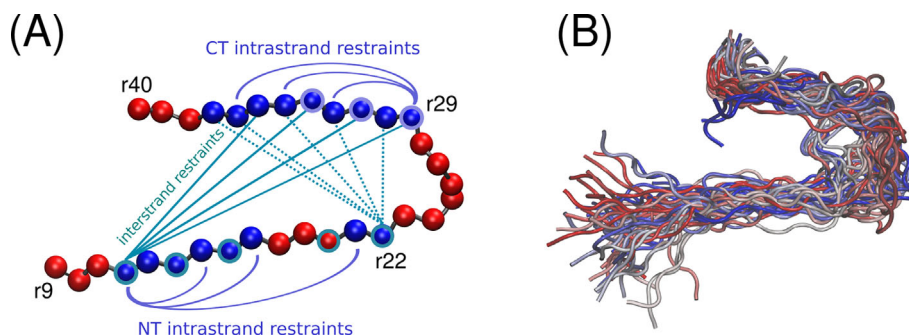 (A)
CT intrastrand restraints
r40
r29
interstrand restraints
r22
r9
NT intrastrand restraints
(B)